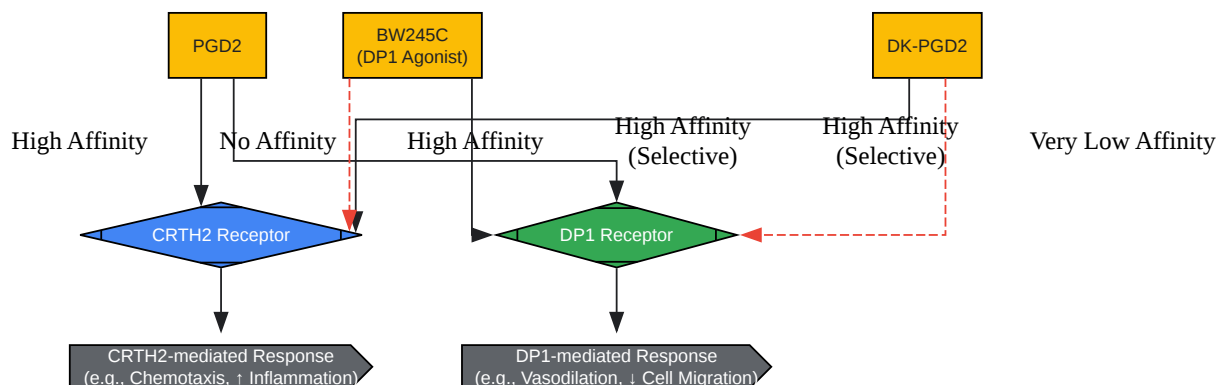 PGD2
BW245C
(DP1 Agonist)
DK-PGD2
High Affinity
No Affinity
High Affinity
High Affinity
(Selective)
High Affinity
(Selective)
Very Low Affinity
CRTH2 Receptor
DP1 Receptor
CRTH2-mediated Response
(e.g., Chemotaxis, ↑ Inflammation)
DP1-mediated Response
(e.g., Vasodilation, ↓ Cell Migration)